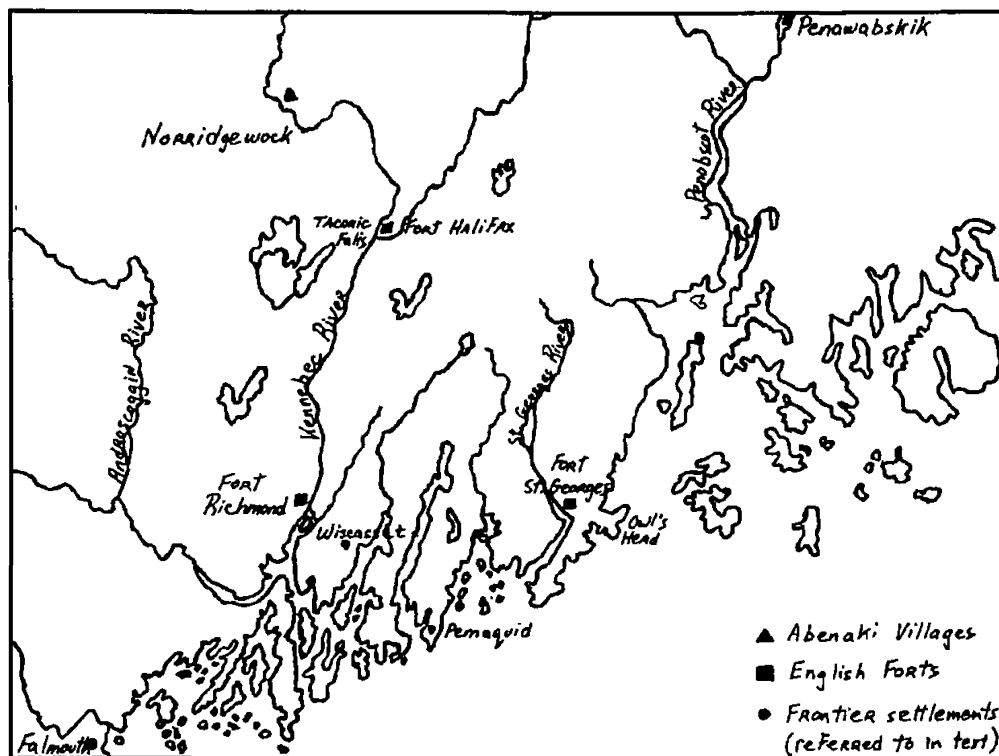 Penawabskik
Norridgewock
Penobscot River
Taconic
Falls
Fort Halifax
Androscoggin River
Kennebec River
St. Georges River
Fort
Richmond
Fort
St. Georges
Wiscasset
Owl's
Head
Pemaquid
Falmouth
Abenaki Villages
English Forts
Frontier settlements
(referred to in text)